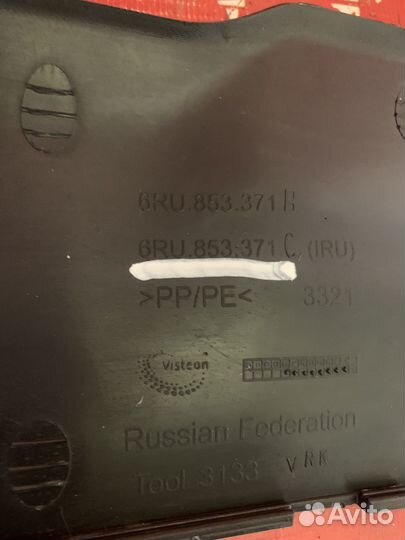 6RU.853.371 H
6RU.853.371 C (IRU)
>PP/PE< 3321
Visteon
Russian Federation
Tool 3133 VRK
Avito